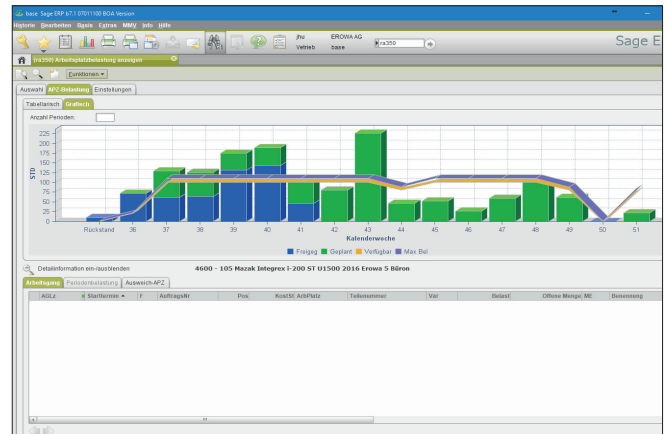 base Sage ERP b7.1 07011100 BOA Version
Historie Bearbeiten Basis Extras MMV Info Hilfe
jhu EROWA AG
Vetrieb base ra350
Sage E
(ra350) Arbeitsplatzbelastung anzeigen
Funktionen
Auswahl APZ-Belastung Einstellungen
Tabellarisch Grafisch
Anzahl Perioden:
STD
225
200
175
150
125
100
75
50
25
0
Rückstand 36 37 38 39 40 41 42 43 44 45 46 47 48 49 50 51
Kalenderwoche
Freigeg Geplant Verfügbar Max Bel
Detailinformation ein-/ausblenden 4600 - 105 Mazak Integrex i-200 ST U1500 2016 Erowa 5 Büron
Arbeitsgang Periodenbelastung Ausweich-APZ
AGLz Starttermin F AuftragsNr Pos KostSt ArbPlatz Teilenummer Var Belast Offene Menge ME Benennung